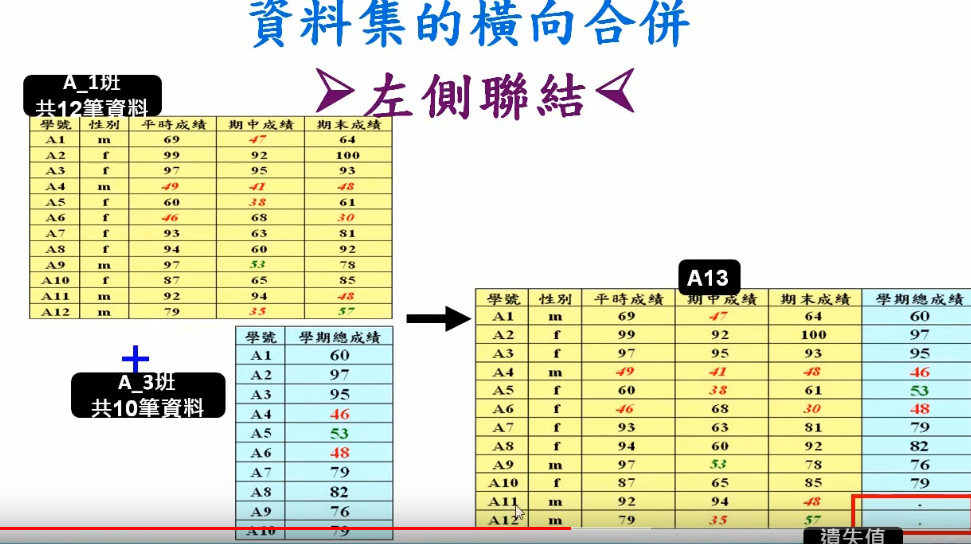 資料集的橫向合併
➢左側聯結
A_1班
共12筆資料
學號 性別 平時成績 期中成績 期末成績
A1 m 69 47 64
A2 f 99 92 100
A3 f 97 95 93
A4 m 49 41 48
A5 f 60 38 61
A6 f 46 68 30
A7 f 93 63 81
A8 f 94 60 92
A9 m 97 53 78
A10 f 87 65 85
A11 m 92 94 48
A12 m 79 35 57
+
A_3班
共10筆資料
學號 學期總成績
A1 60
A2 97
A3 95
A4 46
A5 53
A6 48
A7 79
A8 82
A9 76
A10 79
A13
學號 性別 平時成績 期中成績 期末成績 學期總成績
A1 m 69 47 64 60
A2 f 99 92 100 97
A3 f 97 95 93 95
A4 m 49 41 48 46
A5 f 60 38 61 53
A6 f 46 68 30 48
A7 f 93 63 81 79
A8 f 94 60 92 82
A9 m 97 53 78 76
A10 f 87 65 85 79
A11 m 92 94 48 .
A12 m 79 35 57 .
遺失值